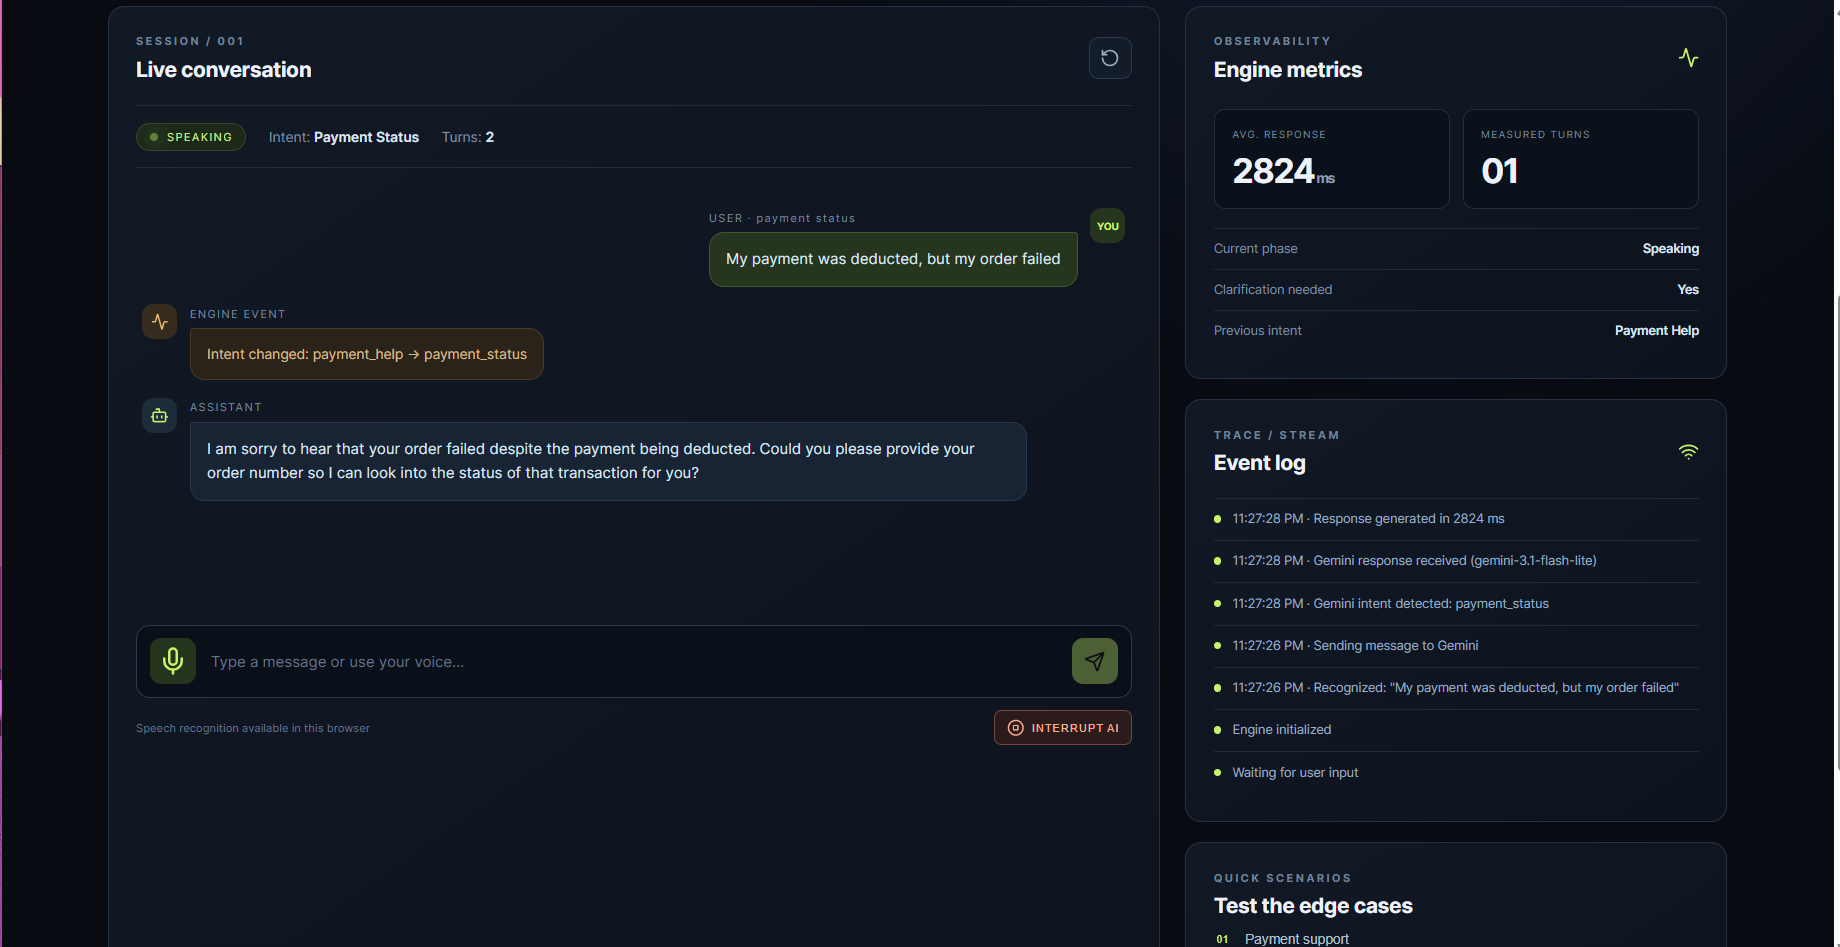 SESSION / 001
Live conversation
SPEAKING
Intent: Payment Status
Turns: 2
USER · payment status
YOU
My payment was deducted, but my order failed
ENGINE EVENT
Intent changed: payment_help → payment_status
ASSISTANT
I am sorry to hear that your order failed despite the payment being deducted. Could you please provide your
order number so I can look into the status of that transaction for you?
Type a message or use your voice...
Speech recognition available in this browser
INTERRUPT AI
OBSERVABILITY
Engine metrics
AVG. RESPONSE
2824ms
MEASURED TURNS
01
Current phase
Speaking
Clarification needed
Yes
Previous intent
Payment Help
TRACE / STREAM
Event log
11:27:28 PM · Response generated in 2824 ms
11:27:28 PM · Gemini response received (gemini-3.1-flash-lite)
11:27:28 PM · Gemini intent detected: payment_status
11:27:26 PM · Sending message to Gemini
11:27:26 PM · Recognized: "My payment was deducted, but my order failed"
Engine initialized
Waiting for user input
QUICK SCENARIOS
Test the edge cases
01 Payment support